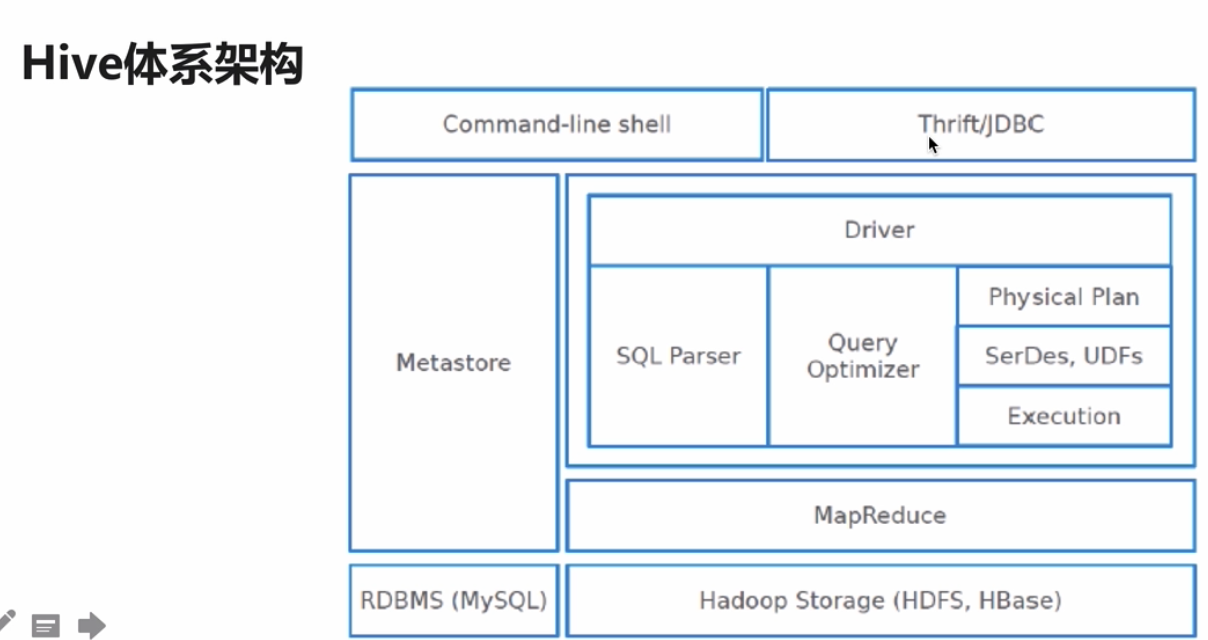 Hive体系架构
Command-line shell
Thrift/JDBC
Metastore
Driver
SQL Parser
Query
Optimizer
Physical Plan
SerDes, UDFs
Execution
MapReduce
RDBMS (MySQL)
Hadoop Storage (HDFS, HBase)